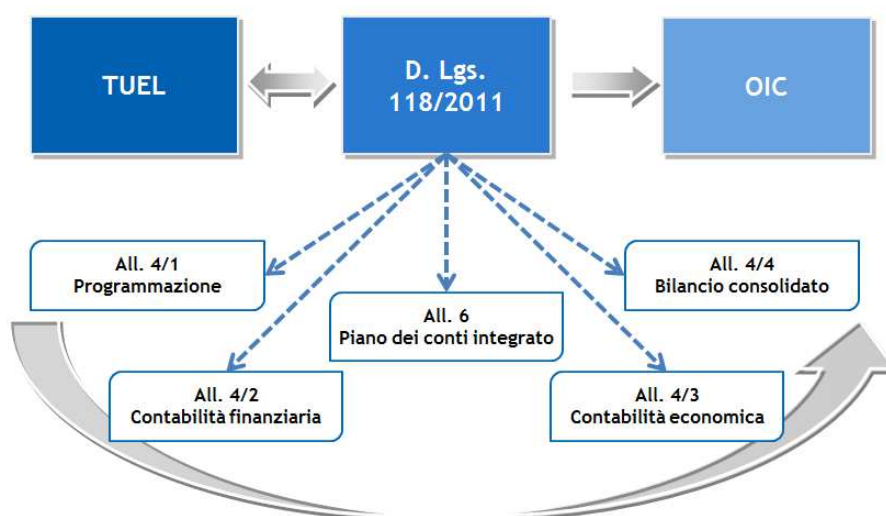 TUEL
D. Lgs.
118/2011
OIC
All. 4/1
Programmazione
All. 4/4
Bilancio consolidato
All. 6
Piano dei conti integrato
All. 4/2
Contabilità finanziaria
All. 4/3
Contabilità economica